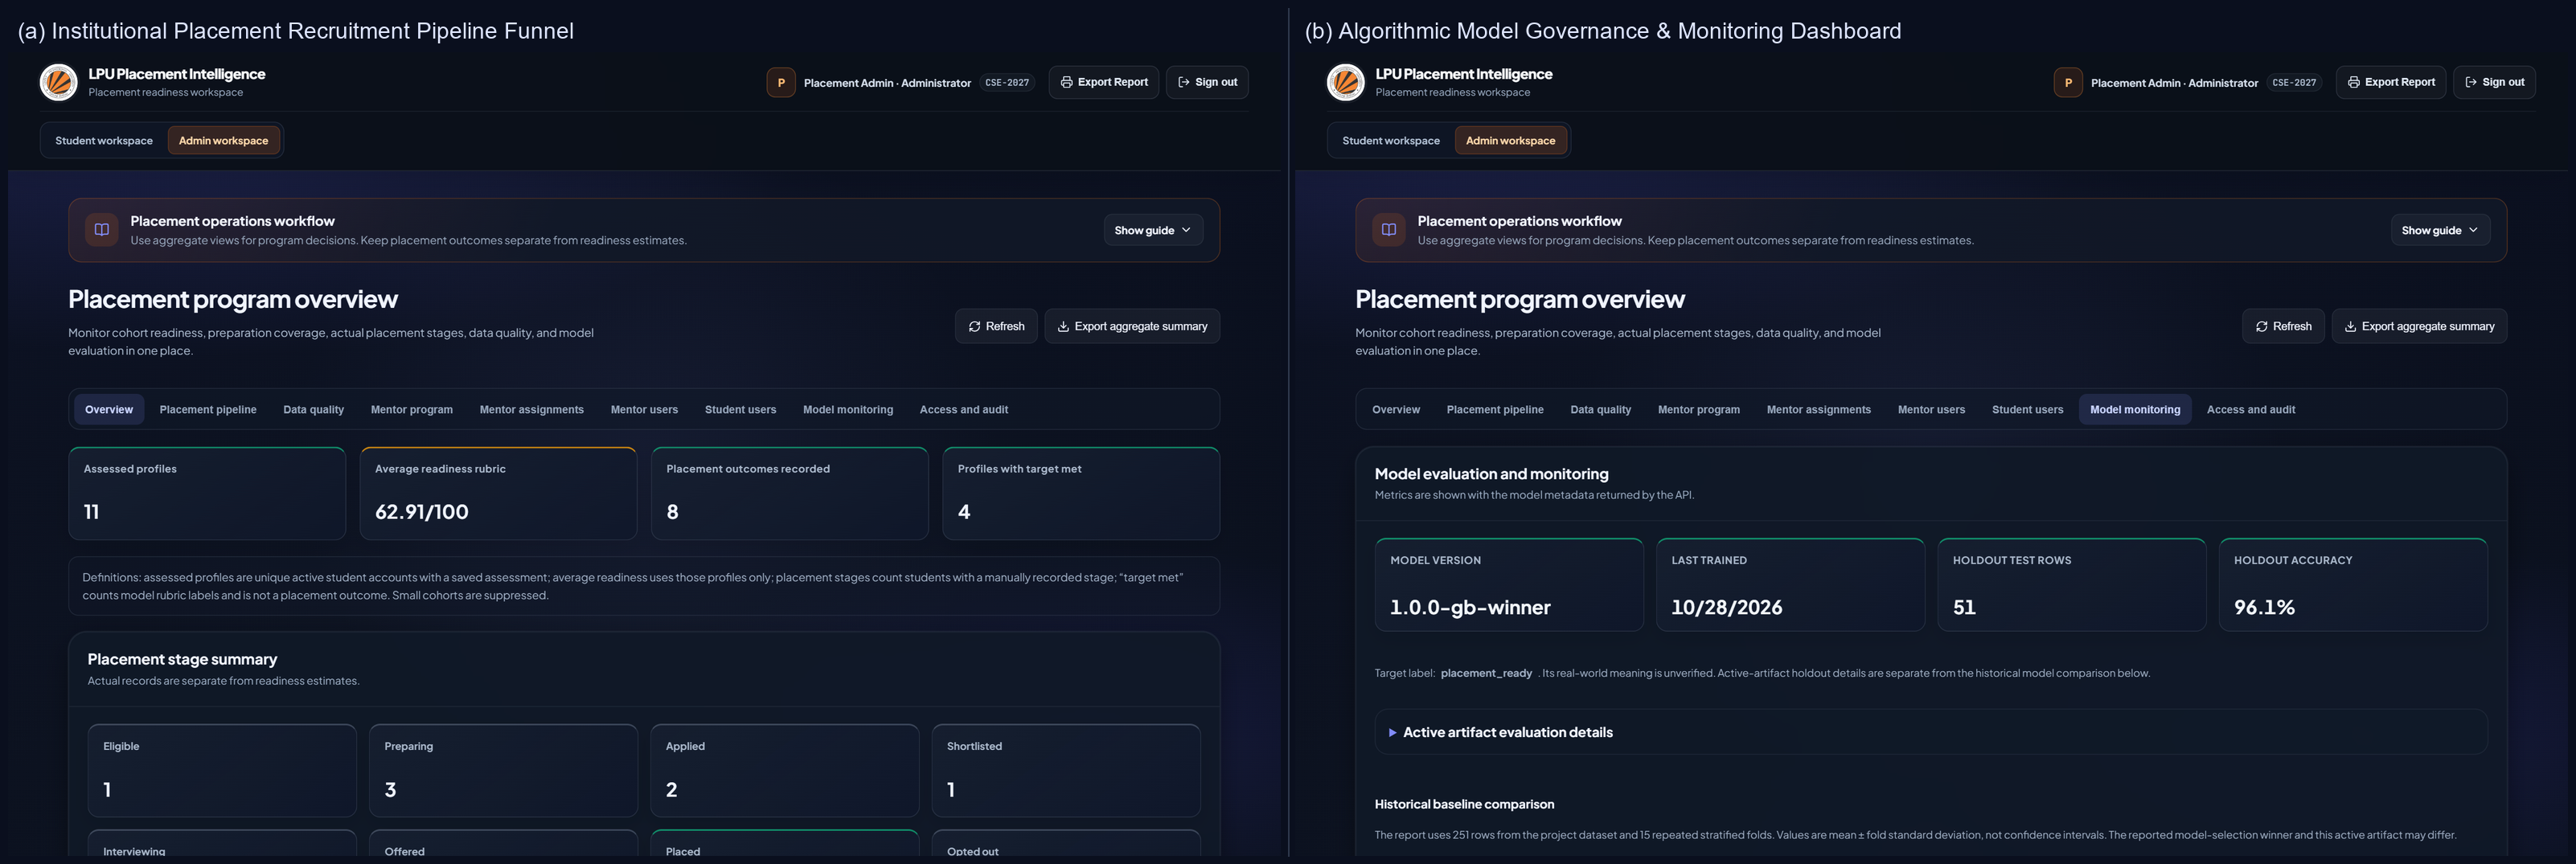 (a) Institutional Placement Recruitment Pipeline Funnel
LPU Placement Intelligence
Placement readiness workspace
P
Placement Admin · Administrator
CSE-2027
Export Report
Sign out
Student workspace
Admin workspace
Placement operations workflow
Use aggregate views for program decisions. Keep placement outcomes separate from readiness estimates.
Show guide
Placement program overview
Monitor cohort readiness, preparation coverage, actual placement stages, data quality, and model
evaluation in one place.
Refresh
Export aggregate summary
Overview
Placement pipeline
Data quality
Mentor program
Mentor assignments
Mentor users
Student users
Model monitoring
Access and audit
Assessed profiles
11
Average readiness rubric
62.91/100
Placement outcomes recorded
8
Profiles with target met
4
Definitions: assessed profiles are unique active student accounts with a saved assessment; average readiness uses those profiles only; placement stages count students with a manually recorded stage; "target met"
counts model rubric labels and is not a placement outcome. Small cohorts are suppressed.
Placement stage summary
Actual records are separate from readiness estimates.
Eligible
1
Preparing
3
Applied
2
Shortlisted
1
Interviewing
Offered
Placed
Opted out
(b) Algorithmic Model Governance & Monitoring Dashboard
LPU Placement Intelligence
Placement readiness workspace
P
Placement Admin · Administrator
CSE-2027
Export Report
Sign out
Student workspace
Admin workspace
Placement operations workflow
Use aggregate views for program decisions. Keep placement outcomes separate from readiness estimates.
Show guide
Placement program overview
Monitor cohort readiness, preparation coverage, actual placement stages, data quality, and model
evaluation in one place.
Refresh
Export aggregate summary
Overview
Placement pipeline
Data quality
Mentor program
Mentor assignments
Mentor users
Student users
Model monitoring
Access and audit
Model evaluation and monitoring
Metrics are shown with the model metadata returned by the API.
MODEL VERSION
1.0.0-gb-winner
LAST TRAINED
10/28/2026
HOLDOUT TEST ROWS
51
HOLDOUT ACCURACY
96.1%
Target label: placement_ready . Its real-world meaning is unverified. Active-artifact holdout details are separate from the historical model comparison below.
Active artifact evaluation details
Historical baseline comparison
The report uses 251 rows from the project dataset and 15 repeated stratified folds. Values are mean ± fold standard deviation, not confidence intervals. The reported model-selection winner and this active artifact may differ.